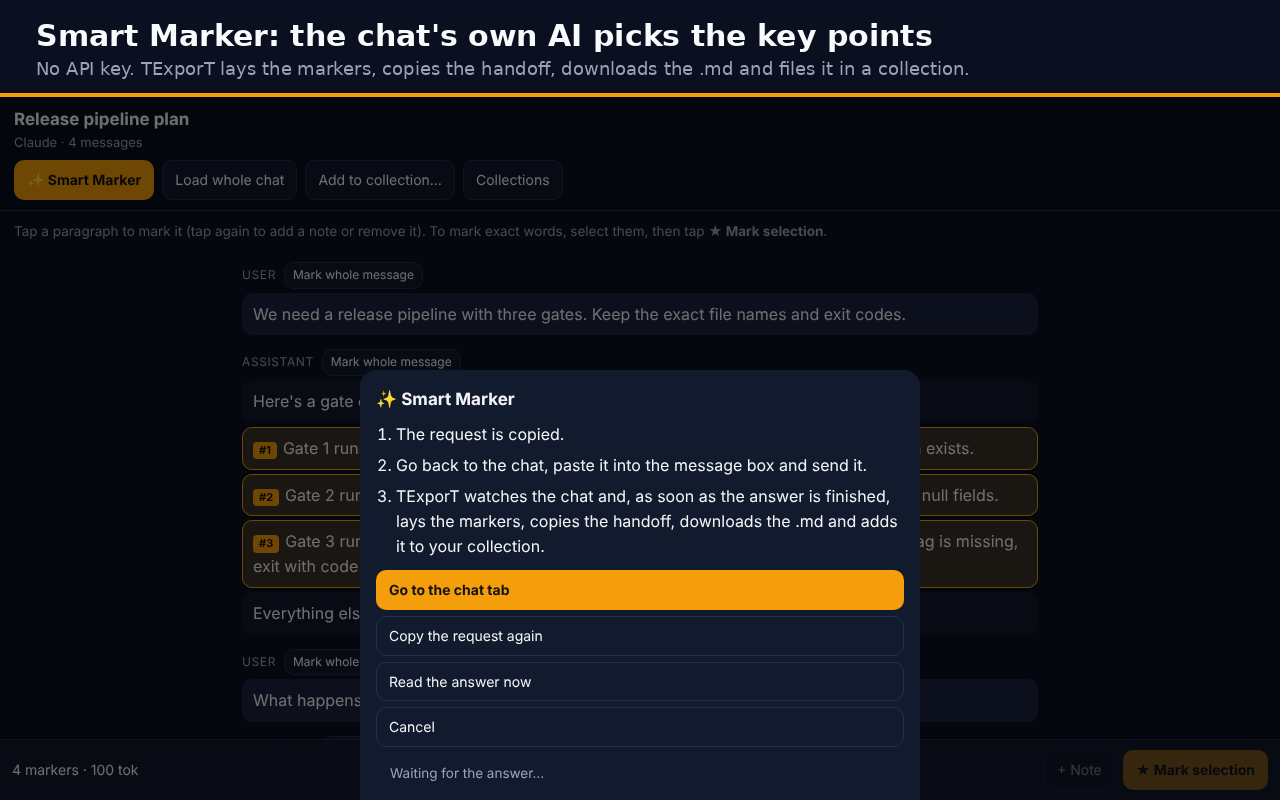 Smart Marker: the chat's own AI picks the key points
No API key. TExporT lays the markers, copies the handoff, downloads the .md and files it in a collection.
Release pipeline plan
Claude · 4 messages
✨ Smart Marker
Load whole chat
Add to collection…
Collections
Tap a paragraph to mark it (tap again to add a note or remove it). To mark exact words, select them, then tap ★ Mark selection.
USER Mark whole message
We need a release pipeline with three gates. Keep the exact file names and exit codes.
ASSISTANT Mark whole message
Here's a gate
#1 Gate 1 run exists.
#2 Gate 2 run null fields.
#3 Gate 3 run is missing,
exit with code
Everything els
USER Mark whole
What happens
✨ Smart Marker
1. The request is copied.
2. Go back to the chat, paste it into the message box and send it.
3. TExporT watches the chat and, as soon as the answer is finished,
lays the markers, copies the handoff, downloads the .md and adds
it to your collection.
Go to the chat tab
Copy the request again
Read the answer now
Cancel
Waiting for the answer…
4 markers · 100 tok
+ Note
★ Mark selection